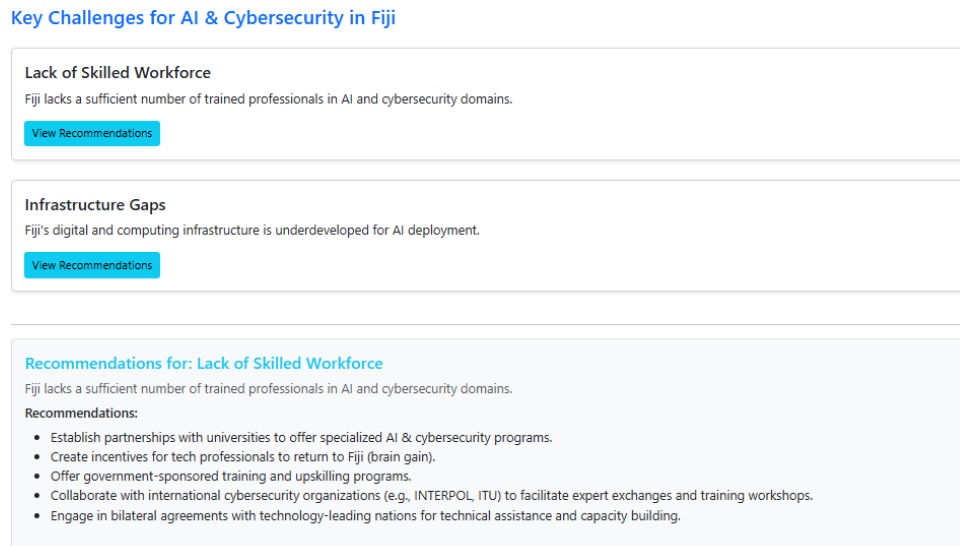 Key Challenges for AI & Cybersecurity in Fiji
Lack of Skilled Workforce
Fiji lacks a sufficient number of trained professionals in AI and cybersecurity domains.
View Recommendations
Infrastructure Gaps
Fiji's digital and computing infrastructure is underdeveloped for AI deployment.
View Recommendations
Recommendations for: Lack of Skilled Workforce
Fiji lacks a sufficient number of trained professionals in AI and cybersecurity domains.
Recommendations:
• Establish partnerships with universities to offer specialized AI & cybersecurity programs.
• Create incentives for tech professionals to return to Fiji (brain gain).
• Offer government-sponsored training and upskilling programs.
• Collaborate with international cybersecurity organizations (e.g., INTERPOL, ITU) to facilitate expert exchanges and training workshops.
• Engage in bilateral agreements with technology-leading nations for technical assistance and capacity building.